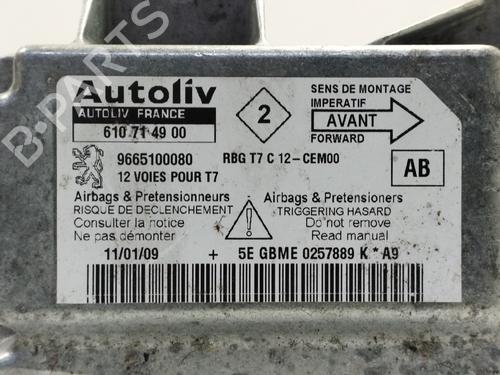 Autoliv
AUTOLIV FRANCE
610 71 49 00
2
SENS DE MONTAGE
IMPERATIF
AVANT
FORWARD
9665100080
12 VOIES POUR T7
RBG T7 C 12-CEM00
AB
Airbags & Pretensionneurs
RISQUE DE DECLENCHEMENT
Consulter la notice
Ne pas démonter
Airbags & Pretensioners
TRIGGERING HASARD
Do not remove
Read manual
11/01/09 + 5E GBME 0257889 K * A9
B-PARTS